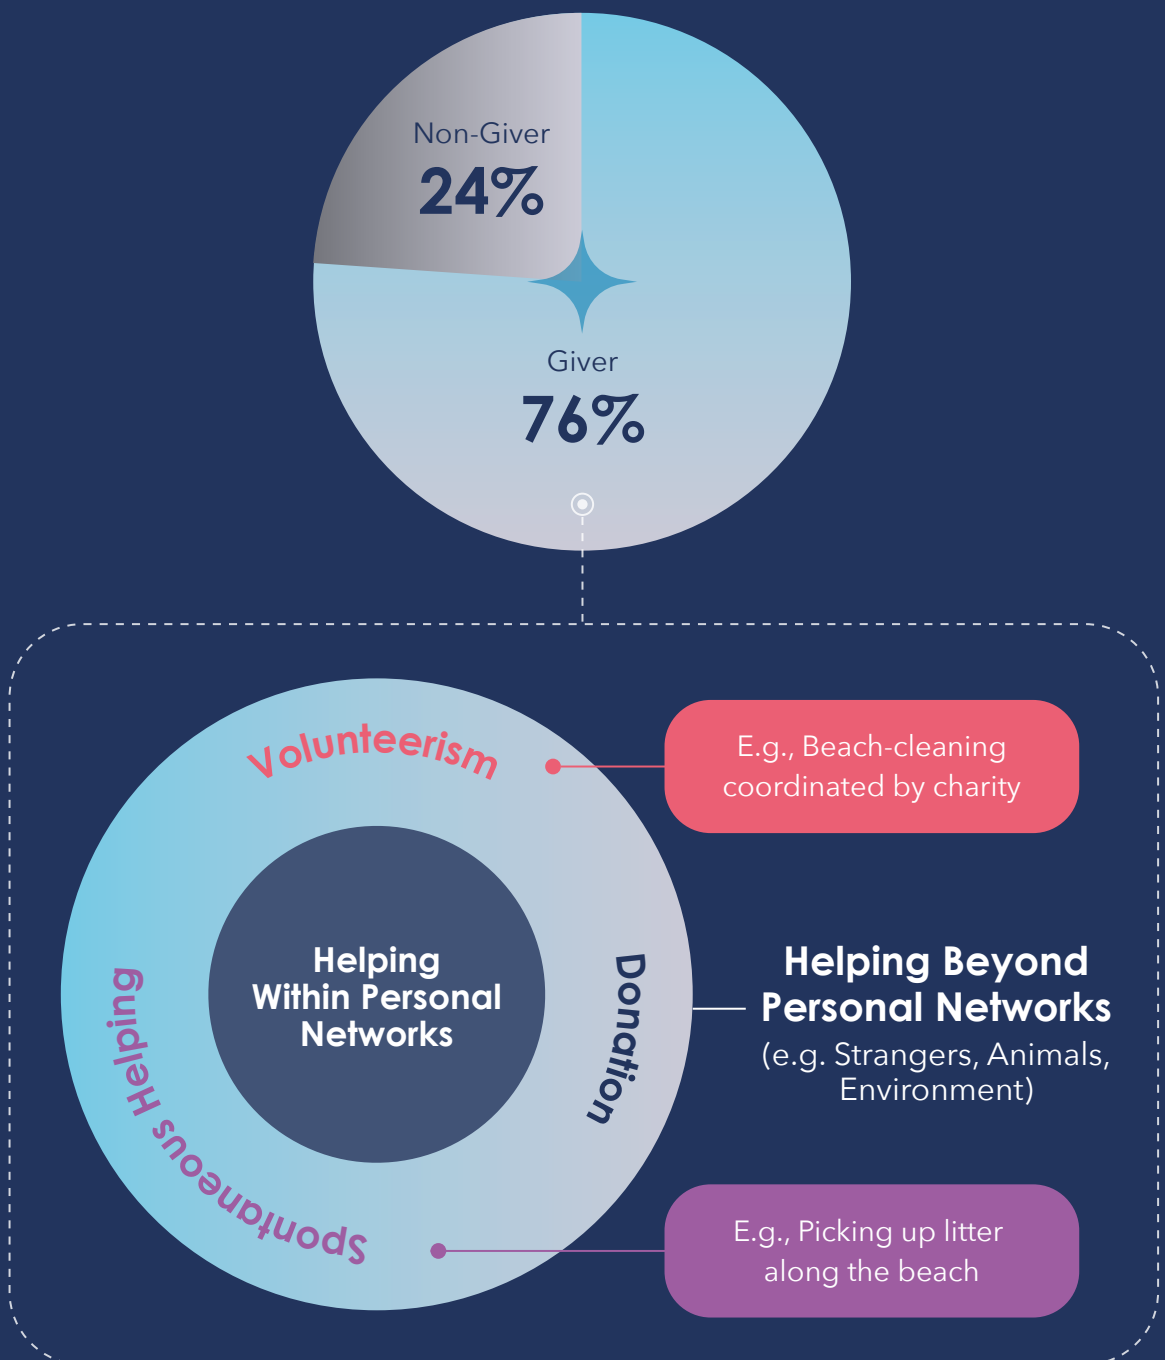 Non-Giver
24%
Giver
76%
Volunteerism
E.g., Beach-cleaning
coordinated by charity
Helping
Within Personal
Networks
Donation
Helping Beyond
Personal Networks
(e.g. Strangers, Animals,
Environment)
Spontaneous Helping
E.g., Picking up litter
along the beach